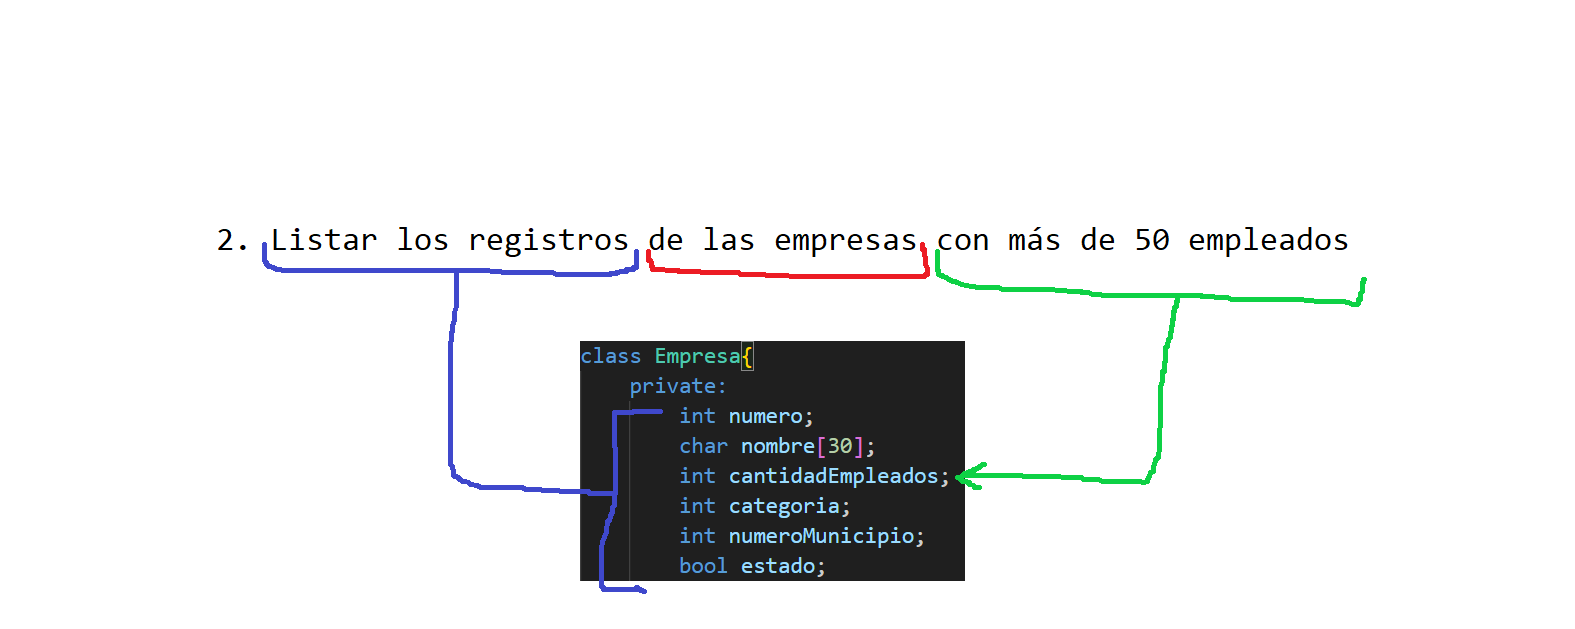 2. Listar los registros de las empresas con más de 50 empleados
class Empresa{
private:
int numero;
char nombre[30];
int cantidadEmpleados;
int categoria;
int numeroMunicipio;
bool estado;